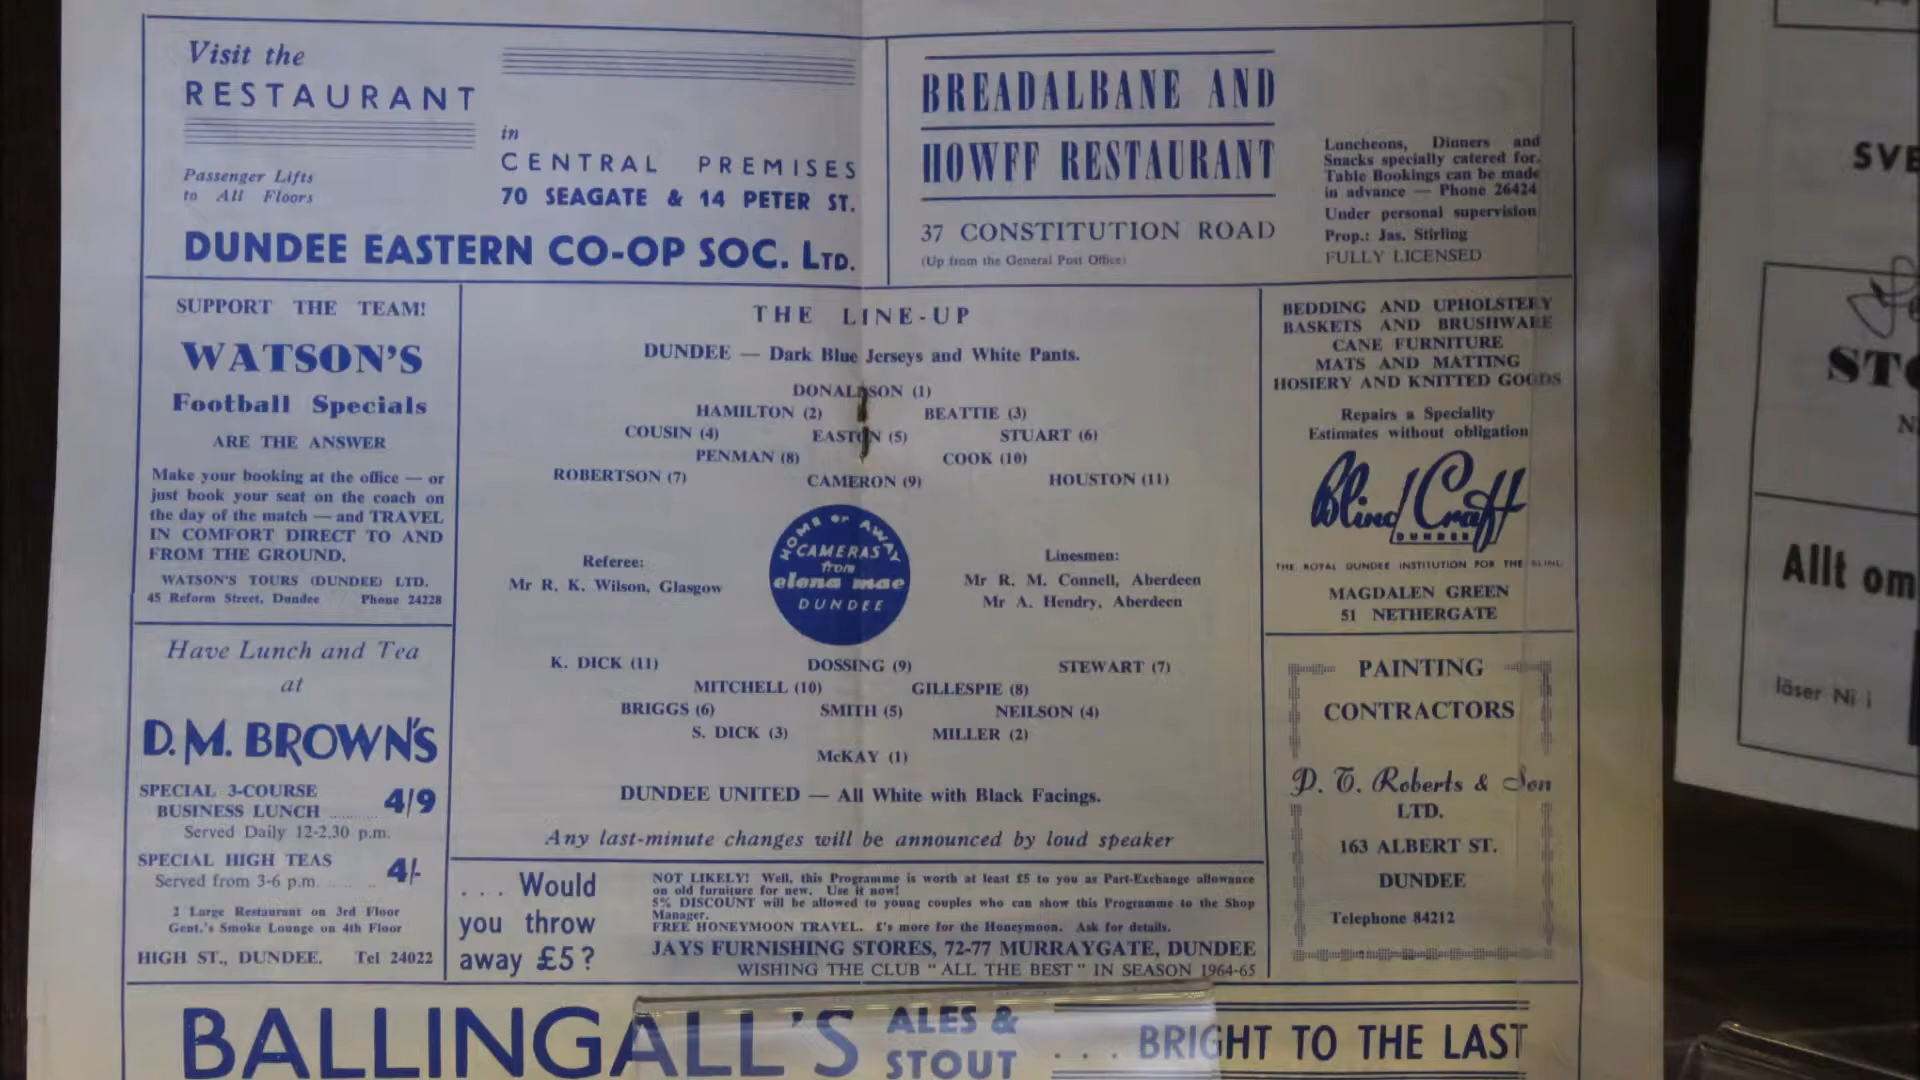 Visit the
RESTAURANT
Passenger Lifts
to All Floors
in
CENTRAL PREMISES
70 SEAGATE & 14 PETER ST.
DUNDEE EASTERN CO-OP SOC. LTD.
BREADALBANE AND
HOWFF RESTAURANT
37 CONSTITUTION ROAD
(Up from the General Post Office)
Luncheons, Dinners and
Snacks specially catered for.
Table Bookings can be made
in advance — Phone 26424
Under personal supervision
Prop.: Jas. Stirling
FULLY LICENSED
SUPPORT THE TEAM!
WATSON'S
Football Specials
ARE THE ANSWER
Make your booking at the office — or
just book your seat on the coach on
the day of the match — and TRAVEL
IN COMFORT DIRECT TO AND
FROM THE GROUND.
WATSON'S TOURS (DUNDEE) LTD.
45 Reform Street, Dundee Phone 24228
Have Lunch and Tea
at
D.M. BROWN'S
SPECIAL 3-COURSE
BUSINESS LUNCH ......... 4/9
Served Daily 12-2.30 p.m.
SPECIAL HIGH TEAS
Served from 3-6 p.m. ...... 4/-
2 Large Restaurant on 3rd Floor
Gent.'s Smoke Lounge on 4th Floor
HIGH ST., DUNDEE. Tel 24022
THE LINE-UP
DUNDEE — Dark Blue Jerseys and White Pants.
DONALDSON (1)
HAMILTON (2) BEATTIE (3)
COUSIN (4) EASTON (5) STUART (6)
PENMAN (8) COOK (10)
ROBERTSON (7) CAMERON (9) HOUSTON (11)
Referee:
Mr R. K. Wilson, Glasgow
HOME or AWAY
CAMERAS
from
elena mae
DUNDEE
Linesmen:
Mr R. M. Connell, Aberdeen
Mr A. Hendry, Aberdeen
K. DICK (11) DOSSING (9) STEWART (7)
MITCHELL (10) GILLESPIE (8)
BRIGGS (6) SMITH (5) NEILSON (4)
S. DICK (3) MILLER (2)
McKAY (1)
DUNDEE UNITED — All White with Black Facings.
Any last-minute changes will be announced by loud speaker
. . . Would
you throw
away £5?
NOT LIKELY! Well, this Programme is worth at least £5 to you as Part-Exchange allowance
on old furniture for new. Use it now!
5% DISCOUNT will be allowed to young couples who can show this Programme to the Shop
Manager.
FREE HONEYMOON TRAVEL. £'s more for the Honeymoon. Ask for details.
JAYS FURNISHING STORES, 72-77 MURRAYGATE, DUNDEE
WISHING THE CLUB "ALL THE BEST" IN SEASON 1964-65
BEDDING AND UPHOLSTERY
BASKETS AND BRUSHWARE
CANE FURNITURE
MATS AND MATTING
HOSIERY AND KNITTED GOODS
Repairs a Speciality
Estimates without obligation
Blind Craft
DUNDEE
THE ROYAL DUNDEE INSTITUTION FOR THE BLIND
MAGDALEN GREEN
51 NETHERGATE
PAINTING
CONTRACTORS
P. T. Roberts & Son
LTD.
163 ALBERT ST.
DUNDEE
Telephone 84212
BALLINGALL'S ALES &
STOUT
. . . BRIGHT TO THE LAST
SVE
STO
Allt om
läser Ni i